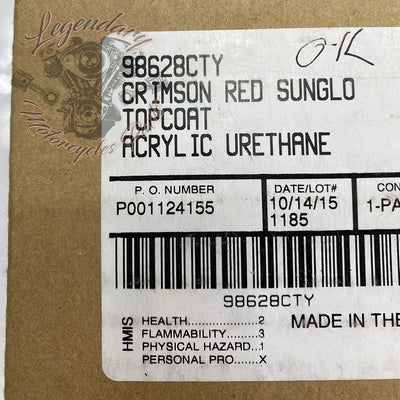 Legendary
Motorcycles
O-K
98628CTY
CRIMSON RED SUNGLO
TOPCOAT
ACRYLIC URETHANE
P. O. NUMBER
P001124155
DATE/LOT#
10/14/15
1185
CON
1-PA
98628CTY
HMIS
HEALTH....................2
FLAMMABILITY...........3
PHYSICAL HAZARD...1
PERSONAL PRO.......X
MADE IN THE